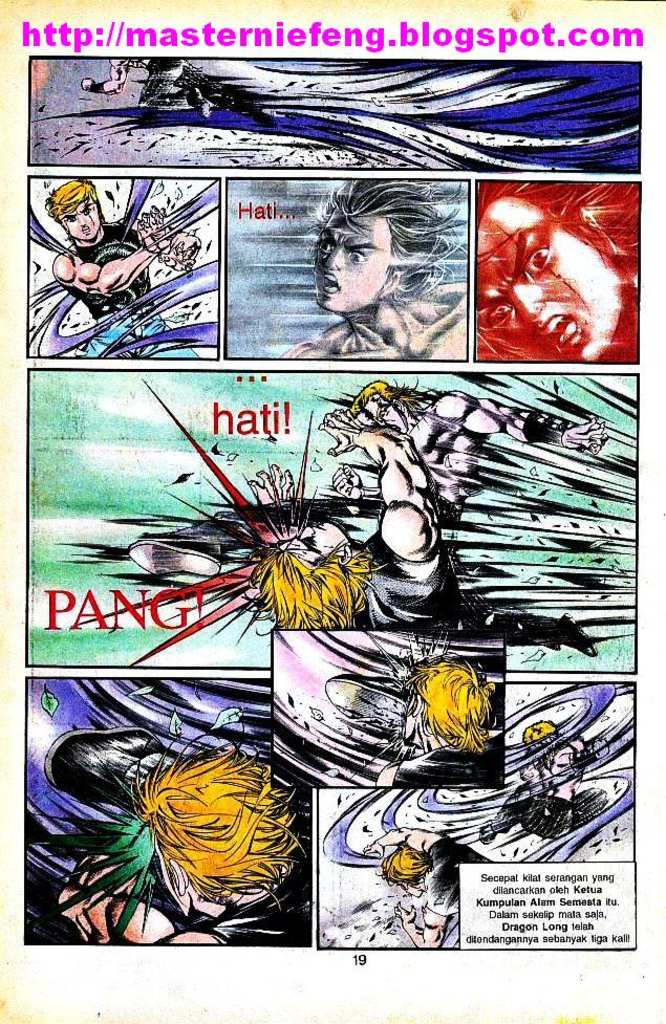 http://masterniefeng.blogspot.com
Hati...
...
hati!
PANG!
Secepat kilat serangan yang
dilancarkan oleh Ketua
Kumpulan Alam Semesta itu.
Dalam sekelip mata saja,
Dragon Long telah
ditendangannya sebanyak tiga kali!
19